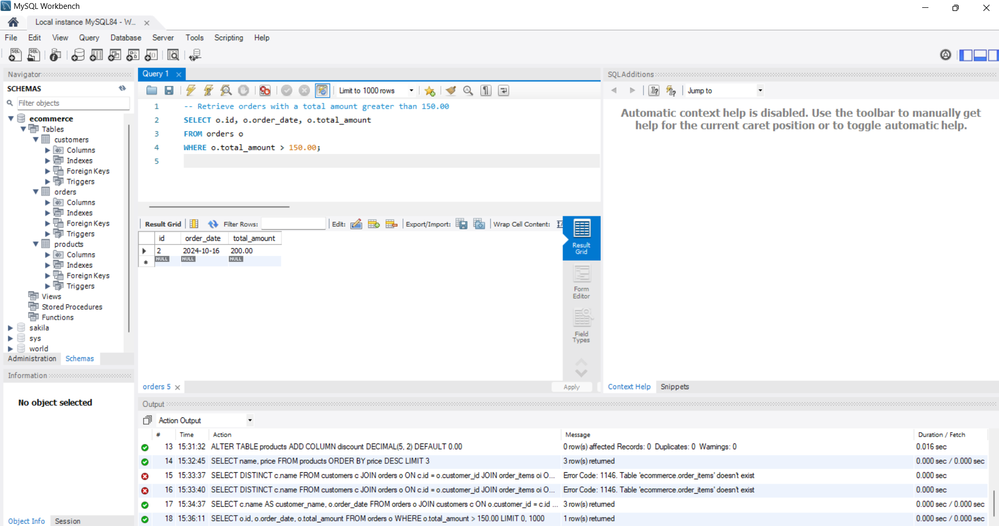 MySQL Workbench
Local instance MySQL84 - W...
File Edit View Query Database Server Tools Scripting Help
Navigator
SCHEMAS
Filter objects
ecommerce
Tables
customers
Columns
Indexes
Foreign Keys
Triggers
orders
Columns
Indexes
Foreign Keys
Triggers
products
Columns
Indexes
Foreign Keys
Triggers
Views
Stored Procedures
Functions
sakila
sys
world
Administration Schemas
Information
No object selected
Object Info Session
Query 1
Limit to 1000 rows
1 -- Retrieve orders with a total amount greater than 150.00
2 SELECT o.id, o.order_date, o.total_amount
3 FROM orders o
4 WHERE o.total_amount > 150.00;
5
Result Grid Filter Rows: Edit: Export/Import: Wrap Cell Content:
id order_date total_amount
2 2024-10-16 200.00
NULL NULL NULL
Result Grid
Form Editor
Field Types
orders 5
Apply
SQLAdditions
Jump to
Automatic context help is disabled. Use the toolbar to manually get
help for the current caret position or to toggle automatic help.
Context Help Snippets
Output
Action Output
# Time Action Message Duration / Fetch
13 15:31:32 ALTER TABLE products ADD COLUMN discount DECIMAL(5, 2) DEFAULT 0.00 0 row(s) affected Records: 0 Duplicates: 0 Warnings: 0 0.016 sec
14 15:32:45 SELECT name, price FROM products ORDER BY price DESC LIMIT 3 3 row(s) returned 0.000 sec / 0.000 sec
15 15:33:37 SELECT DISTINCT c.name FROM customers c JOIN orders o ON c.id = o.customer_id JOIN order_items oi O... Error Code: 1146. Table 'ecommerce.order_items' doesn't exist 0.000 sec
16 15:33:40 SELECT DISTINCT c.name FROM customers c JOIN orders o ON c.id = o.customer_id JOIN order_items oi O... Error Code: 1146. Table 'ecommerce.order_items' doesn't exist 0.000 sec
17 15:34:37 SELECT c.name AS customer_name, o.order_date FROM orders o JOIN customers c ON o.customer_id = c.id ... 3 row(s) returned 0.000 sec / 0.000 sec
18 15:36:11 SELECT o.id, o.order_date, o.total_amount FROM orders o WHERE o.total_amount > 150.00 LIMIT 0, 1000 1 row(s) returned 0.000 sec / 0.000 sec